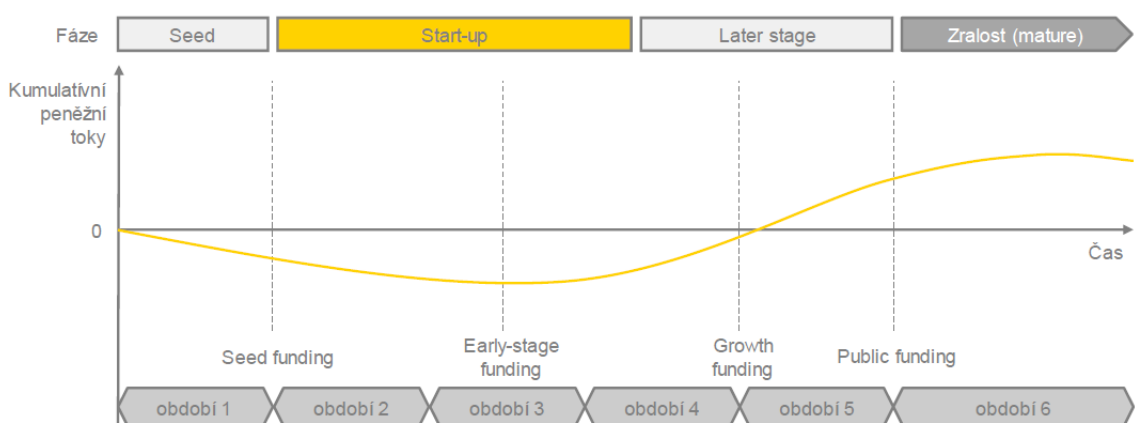 Fáze
Seed
Start-up
Later stage
Zralost (mature)
Kumulativní
peněžní
toky
0
Čas
Seed funding
Early-stage
funding
Growth
funding
Public funding
období 1
období 2
období 3
období 4
období 5
období 6